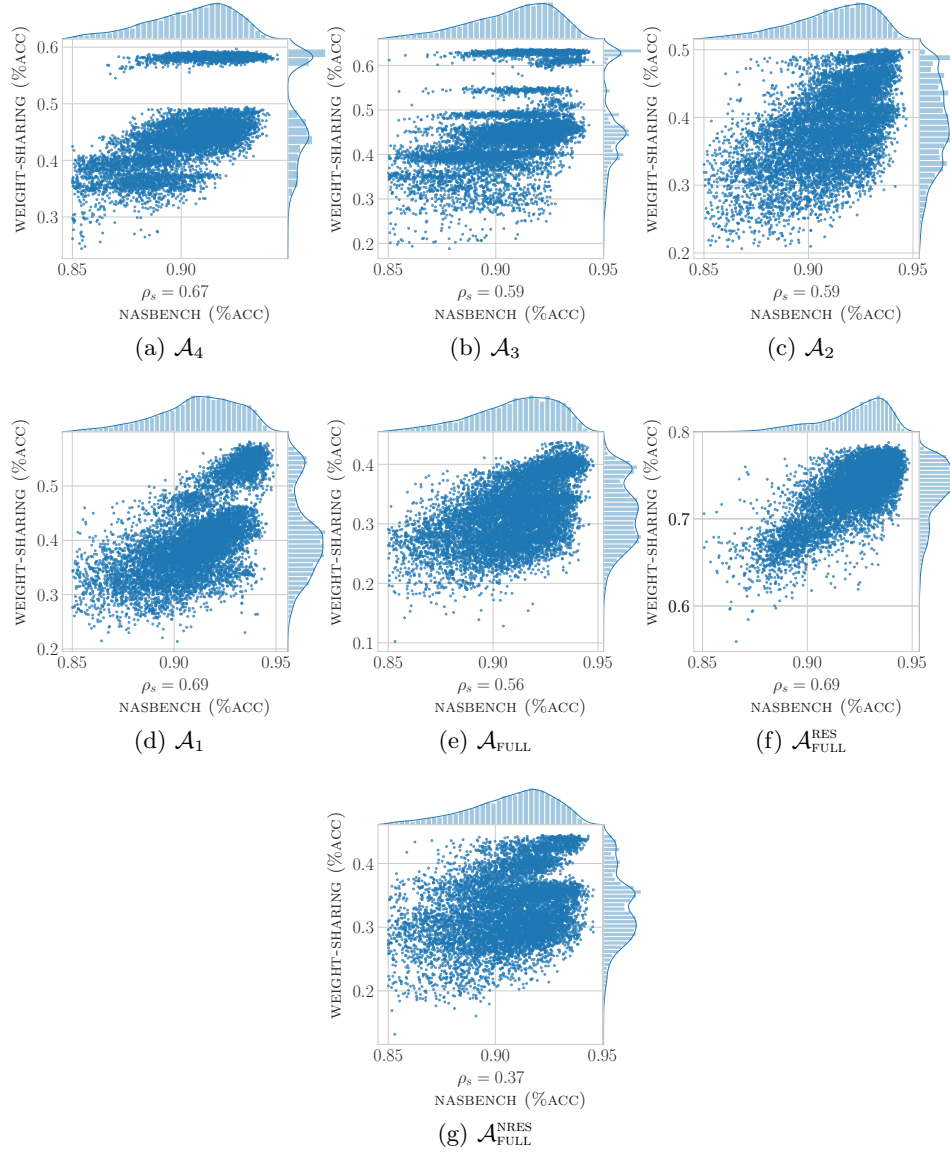 WEIGHT-SHARING (%ACC)
0.6
0.5
0.4
0.3
0.85
0.90
ρs = 0.67
NASBENCH (%ACC)
(a) A4
WEIGHT-SHARING (%ACC)
0.6
0.5
0.4
0.3
0.2
0.85
0.90
0.95
ρs = 0.59
NASBENCH (%ACC)
(b) A3
WEIGHT-SHARING (%ACC)
0.5
0.4
0.3
0.2
0.85
0.90
0.95
ρs = 0.59
NASBENCH (%ACC)
(c) A2
WEIGHT-SHARING (%ACC)
0.5
0.4
0.3
0.2
0.85
0.90
0.95
ρs = 0.69
NASBENCH (%ACC)
(d) A1
WEIGHT-SHARING (%ACC)
0.4
0.3
0.2
0.1
0.85
0.90
0.95
ρs = 0.56
NASBENCH (%ACC)
(e) AFULL
WEIGHT-SHARING (%ACC)
0.8
0.7
0.6
0.85
0.90
0.95
ρs = 0.69
NASBENCH (%ACC)
(f) A RES FULL
WEIGHT-SHARING (%ACC)
0.4
0.3
0.2
0.85
0.90
0.95
ρs = 0.37
NASBENCH (%ACC)
(g) A NRES FULL